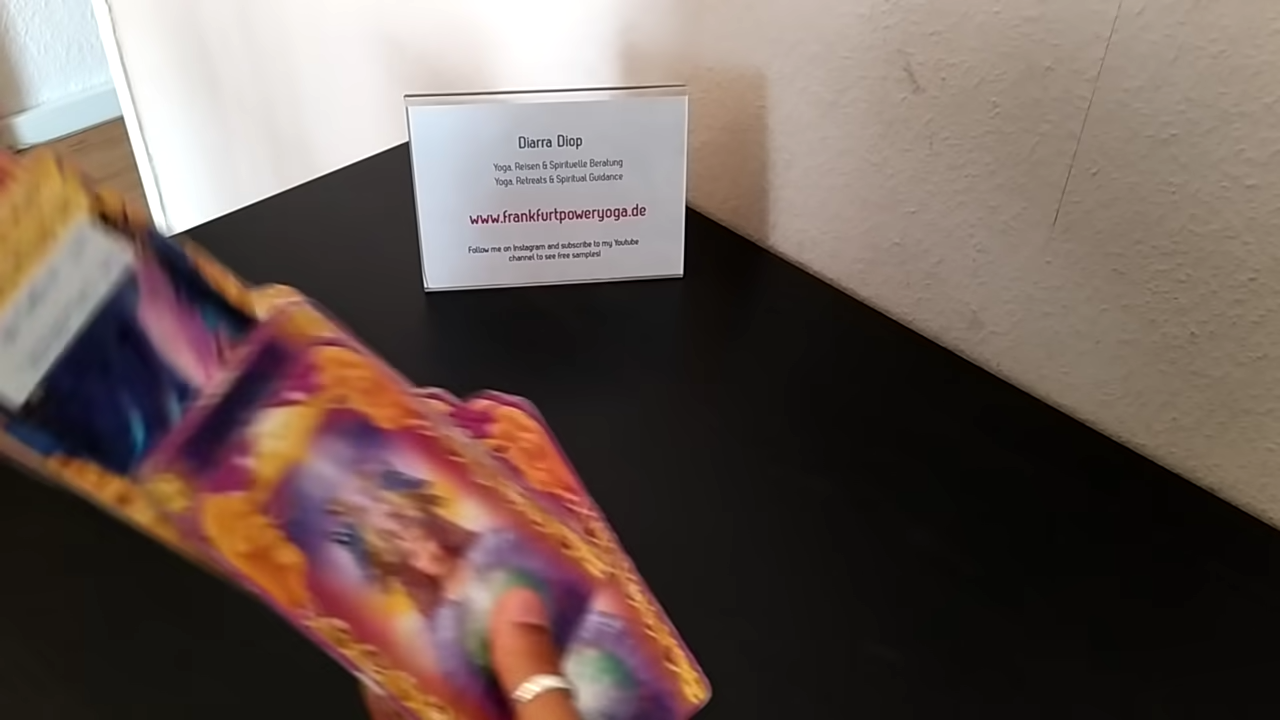 Diarra Diop
Yoga, Reisen & Spirituelle Beratung
Yoga, Retreats & Spiritual Guidance
www.frankfurtpoweryoga.de
Follow me on Instagram and subscribe to my Youtube
channel to see free samples!